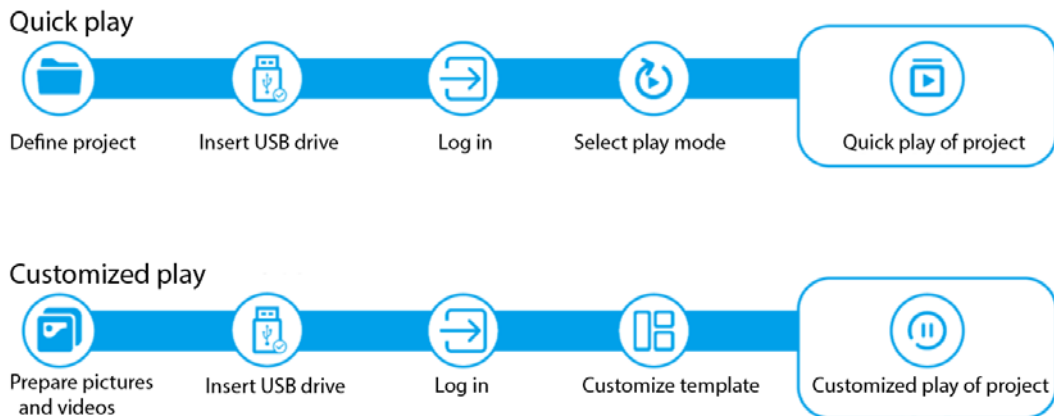 Quick play
Define project
Insert USB drive
Log in
Select play mode
Quick play of project
Customized play
Prepare pictures
and videos
Insert USB drive
Log in
Customize template
Customized play of project